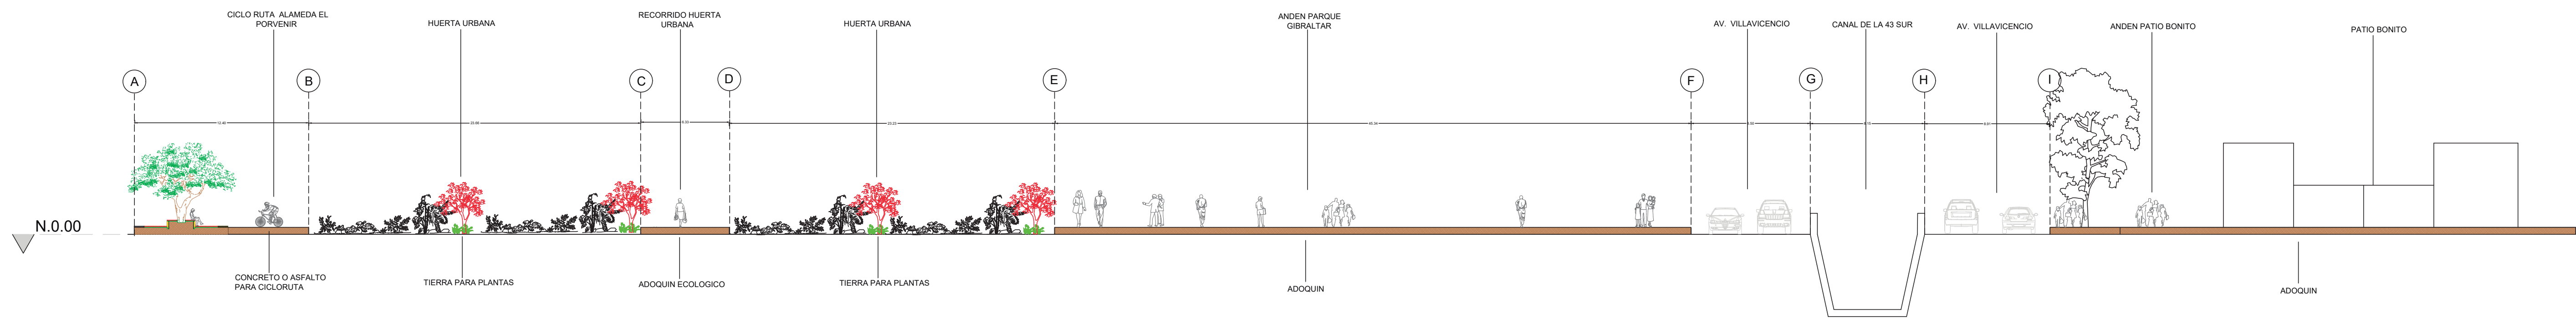 CICLO RUTA ALAMEDA EL
PORVENIR
HUERTA URBANA
RECORRIDO HUERTA
URBANA
HUERTA URBANA
ANDEN PARQUE
GIBRALTAR
AV. VILLAVICENCIO
CANAL DE LA 43 SUR
AV. VILLAVICENCIO
ANDEN PATIO BONITO
PATIO BONITO
A
B
C
D
E
F
G
H
I
N.0.00
CONCRETO O ASFALTO
PARA CICLORUTA
TIERRA PARA PLANTAS
ADOQUIN ECOLOGICO
TIERRA PARA PLANTAS
ADOQUIN
ADOQUIN